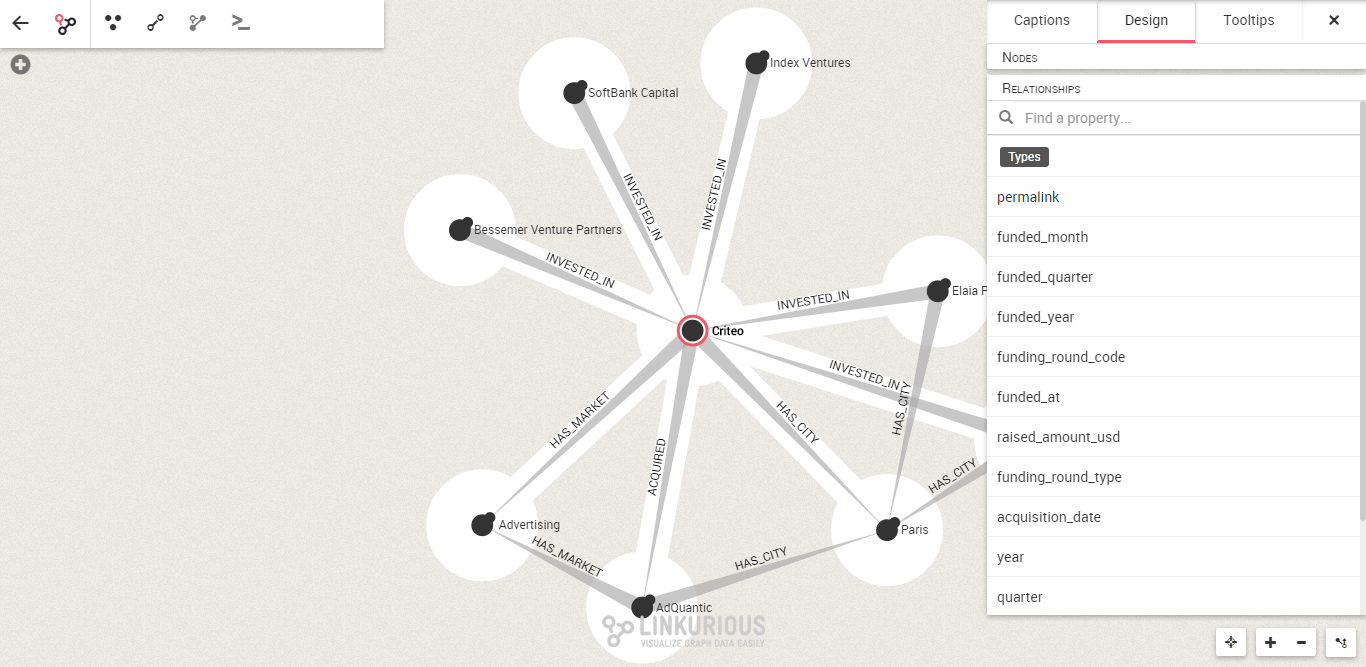 Captions
Design
Tooltips
Nodes
Relationships
Find a property...
Types
permalink
funded_month
funded_quarter
funded_year
funding_round_code
funded_at
raised_amount_usd
funding_round_type
acquisition_date
year
quarter
Index Ventures
SoftBank Capital
INVESTED_IN
INVESTED_IN
Bessemer Venture Partners
INVESTED_IN
INVESTED_IN
Elaia P
Criteo
INVESTED_IN
HAS_CITY
HAS_MARKET
HAS_CITY
ACQUIRED
HAS_CITY
Advertising
Paris
HAS_MARKET
HAS_CITY
AdQuantic
LINKURIOUS
VISUALIZE GRAPH DATA EASILY